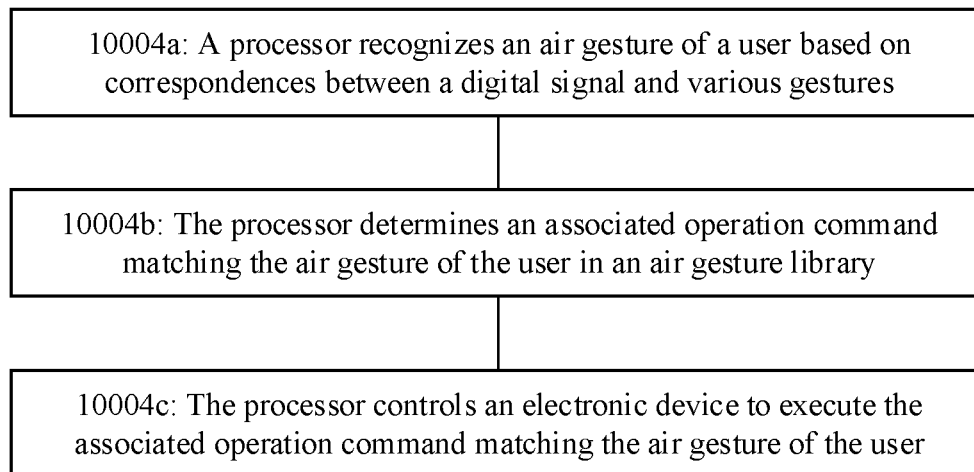 10004a: A processor recognizes an air gesture of a user based on
correspondences between a digital signal and various gestures
10004b: The processor determines an associated operation command
matching the air gesture of the user in an air gesture library
10004c: The processor controls an electronic device to execute the
associated operation command matching the air gesture of the user